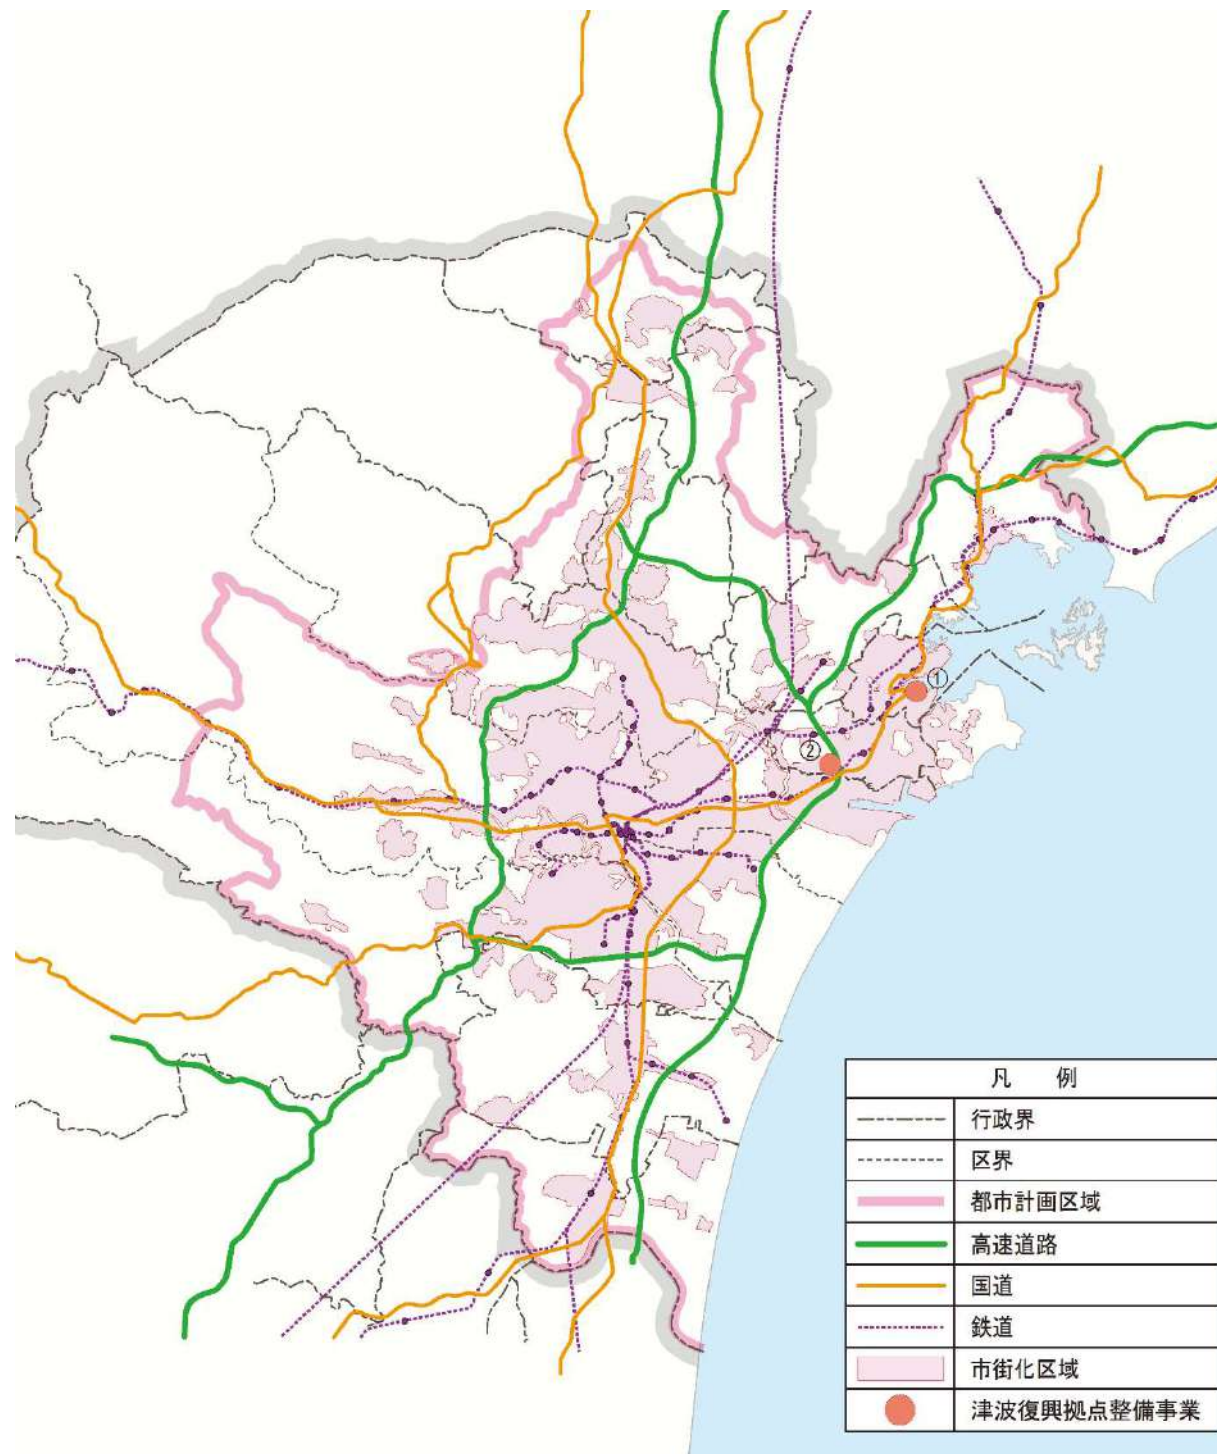 ①
②
凡 例
行政界
区界
都市計画区域
高速道路
国道
鉄道
市街化区域
津波復興拠点整備事業